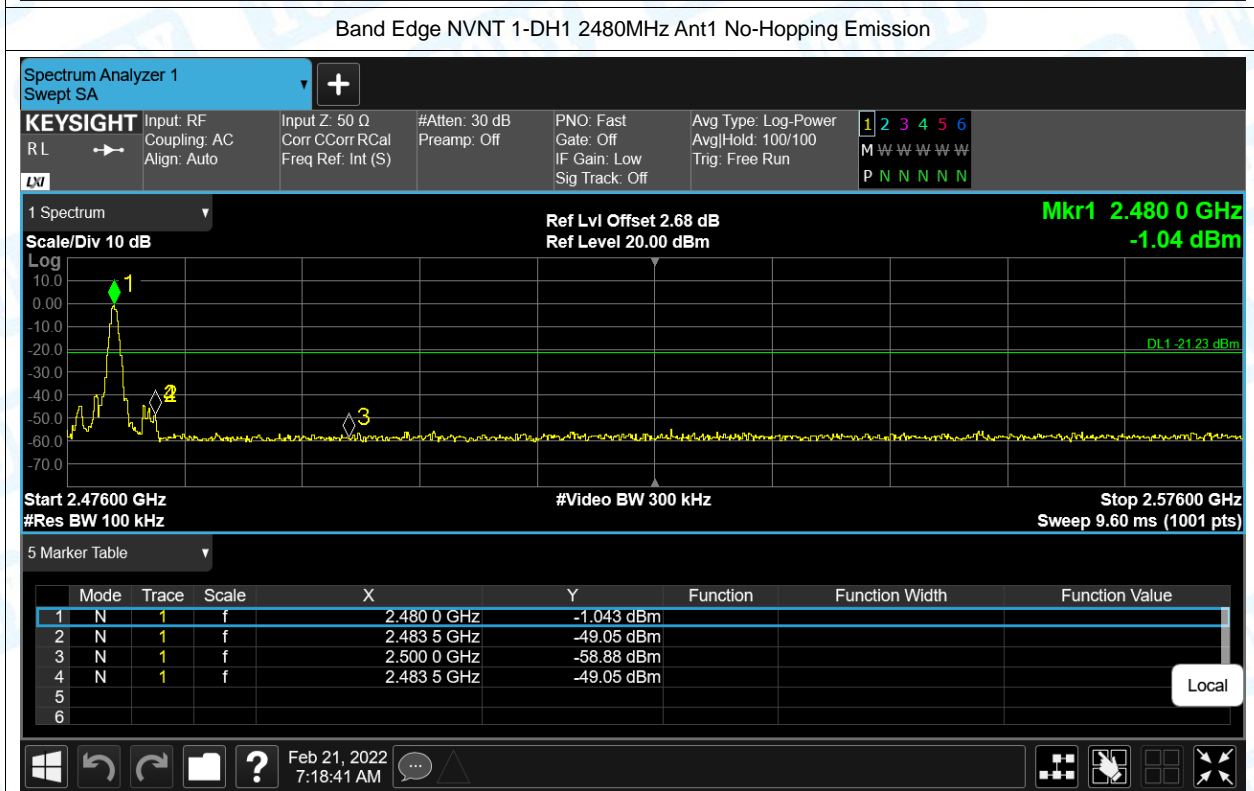 Band Edge NVNT 1-DH1 2480MHz Ant1 No-Hopping Emission
Spectrum Analyzer 1
Swept SA
KEYSIGHT
R L
LXI
Input: RF
Coupling: AC
Align: Auto
Input Z: 50 Ω
Corr CCorr RCal
Freq Ref: Int (S)
#Atten: 30 dB
Preamp: Off
PNO: Fast
Gate: Off
IF Gain: Low
Sig Track: Off
Avg Type: Log-Power
Avg|Hold: 100/100
Trig: Free Run
1 2 3 4 5 6
M W W W W W
P N N N N N
1 Spectrum
Scale/Div 10 dB
Ref Lvl Offset 2.68 dB
Ref Level 20.00 dBm
Mkr1 2.480 0 GHz
-1.04 dBm
Log
10.0
0.00
-10.0
-20.0
-30.0
-40.0
-50.0
-60.0
-70.0
1
2
4
3
DL1 -21.23 dBm
Start 2.47600 GHz
#Video BW 300 kHz
Stop 2.57600 GHz
#Res BW 100 kHz
Sweep 9.60 ms (1001 pts)
5 Marker Table
Mode Trace Scale X Y Function Function Width Function Value
1 N 1 f 2.480 0 GHz -1.043 dBm
2 N 1 f 2.483 5 GHz -49.05 dBm
3 N 1 f 2.500 0 GHz -58.88 dBm
4 N 1 f 2.483 5 GHz -49.05 dBm
5
6
Local
?
Feb 21, 2022
7:18:41 AM